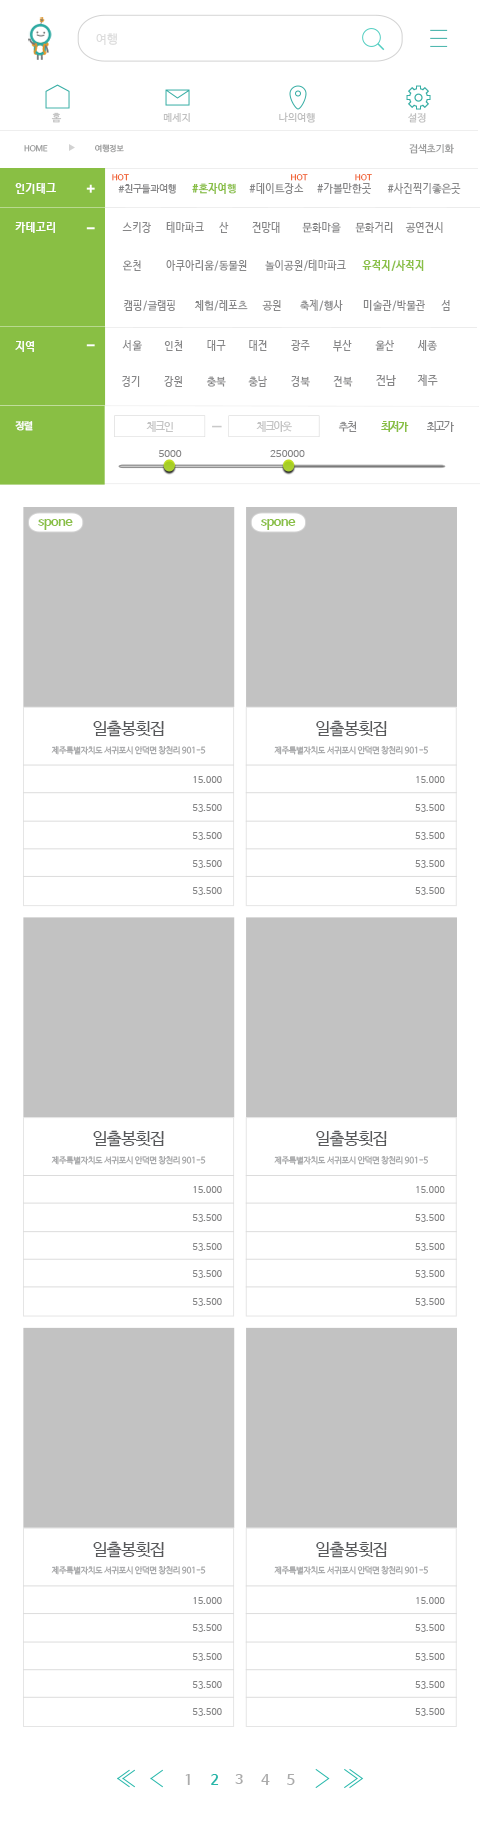 여행
홈 메세지 나의여행 설정
HOME 여행정보 검색초기화
HOT HOT HOT
인기태그 + #친구들과여행 #혼자여행 #데이트장소 #가볼만한곳 #사진찍기좋은곳
카테고리 − 스키장 테마파크 산 전망대 문화마을 문화거리 공연전시
온천 아쿠아리움/동물원 놀이공원/테마파크 유적지/사적지
캠핑/글램핑 체험/레포츠 공원 축제/행사 미술관/박물관 섬
지역 − 서울 인천 대구 대전 광주 부산 울산 세종
경기 강원 충북 충남 경북 전북 전남 제주
정렬 체크인 — 체크아웃 추천 최저가 최고가
5000 250000
spone spone
일출봉횟집 일출봉횟집
제주특별자치도 서귀포시 안덕면 창천리 901-5 제주특별자치도 서귀포시 안덕면 창천리 901-5
15.000 15.000
53.500 53.500
53.500 53.500
53.500 53.500
53.500 53.500
일출봉횟집 일출봉횟집
제주특별자치도 서귀포시 안덕면 창천리 901-5 제주특별자치도 서귀포시 안덕면 창천리 901-5
15.000 15.000
53.500 53.500
53.500 53.500
53.500 53.500
53.500 53.500
일출봉횟집 일출봉횟집
제주특별자치도 서귀포시 안덕면 창천리 901-5 제주특별자치도 서귀포시 안덕면 창천리 901-5
15.000 15.000
53.500 53.500
53.500 53.500
53.500 53.500
53.500 53.500
1 2 3 4 5